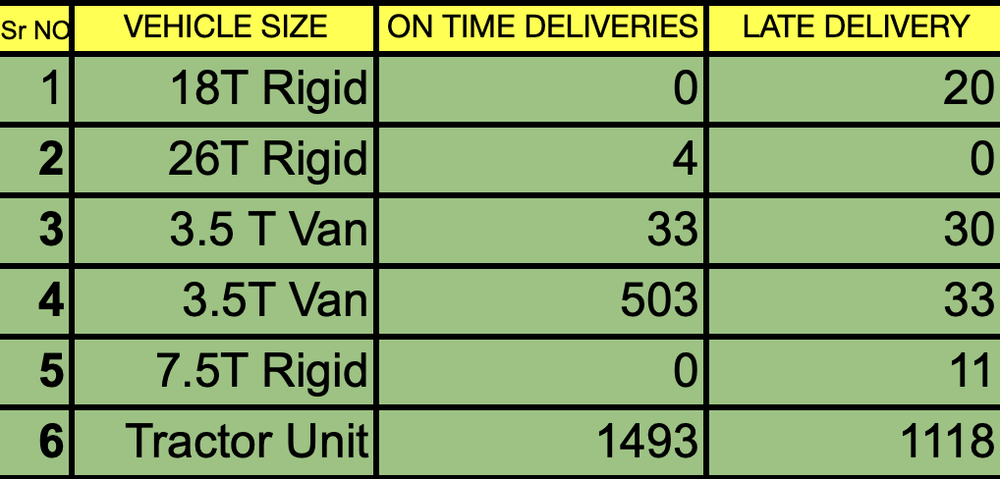 Sr NO VEHICLE SIZE ON TIME DELIVERIES LATE DELIVERY
1 18T Rigid 0 20
2 26T Rigid 4 0
3 3.5 T Van 33 30
4 3.5T Van 503 33
5 7.5T Rigid 0 11
6 Tractor Unit 1493 1118